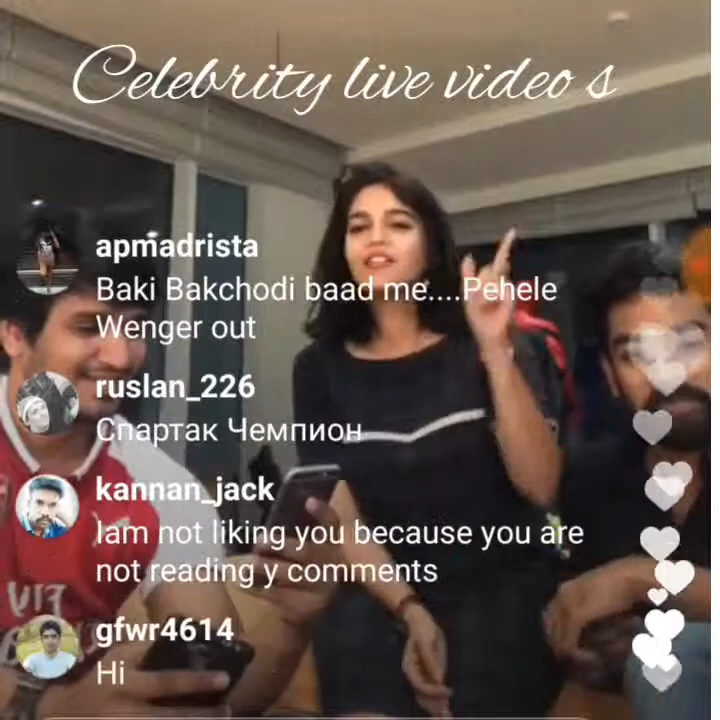 Celebrity live video s
apmadrista
Baki Bakchodi baad me....Pehele
Wenger out
ruslan_226
Спартак Чемпион
kannan_jack
Iam not liking you because you are
not reading y comments
gfwr4614
Hi